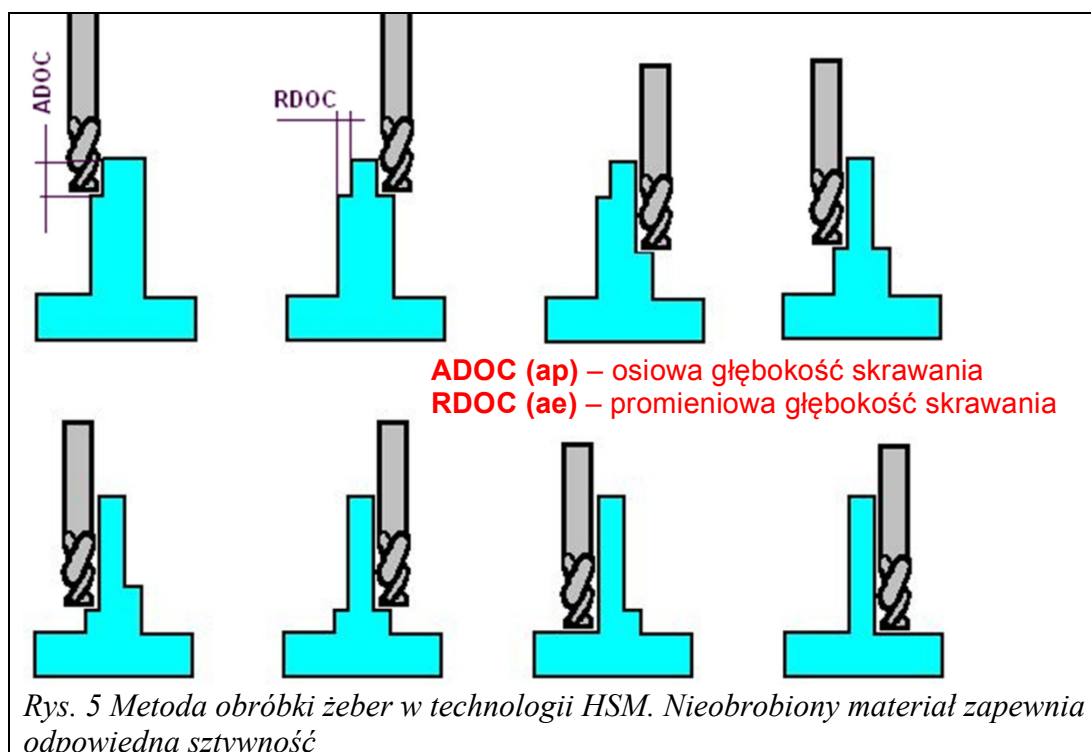 ADOC
RDOC
ADOC (ap) – osiowa głębokość skrawania
RDOC (ae) – promieniowa głębokość skrawania
Rys. 5 Metoda obróbki żeber w technologii HSM. Nieobrobiony materiał zapewnia
odpowiedną sztywność